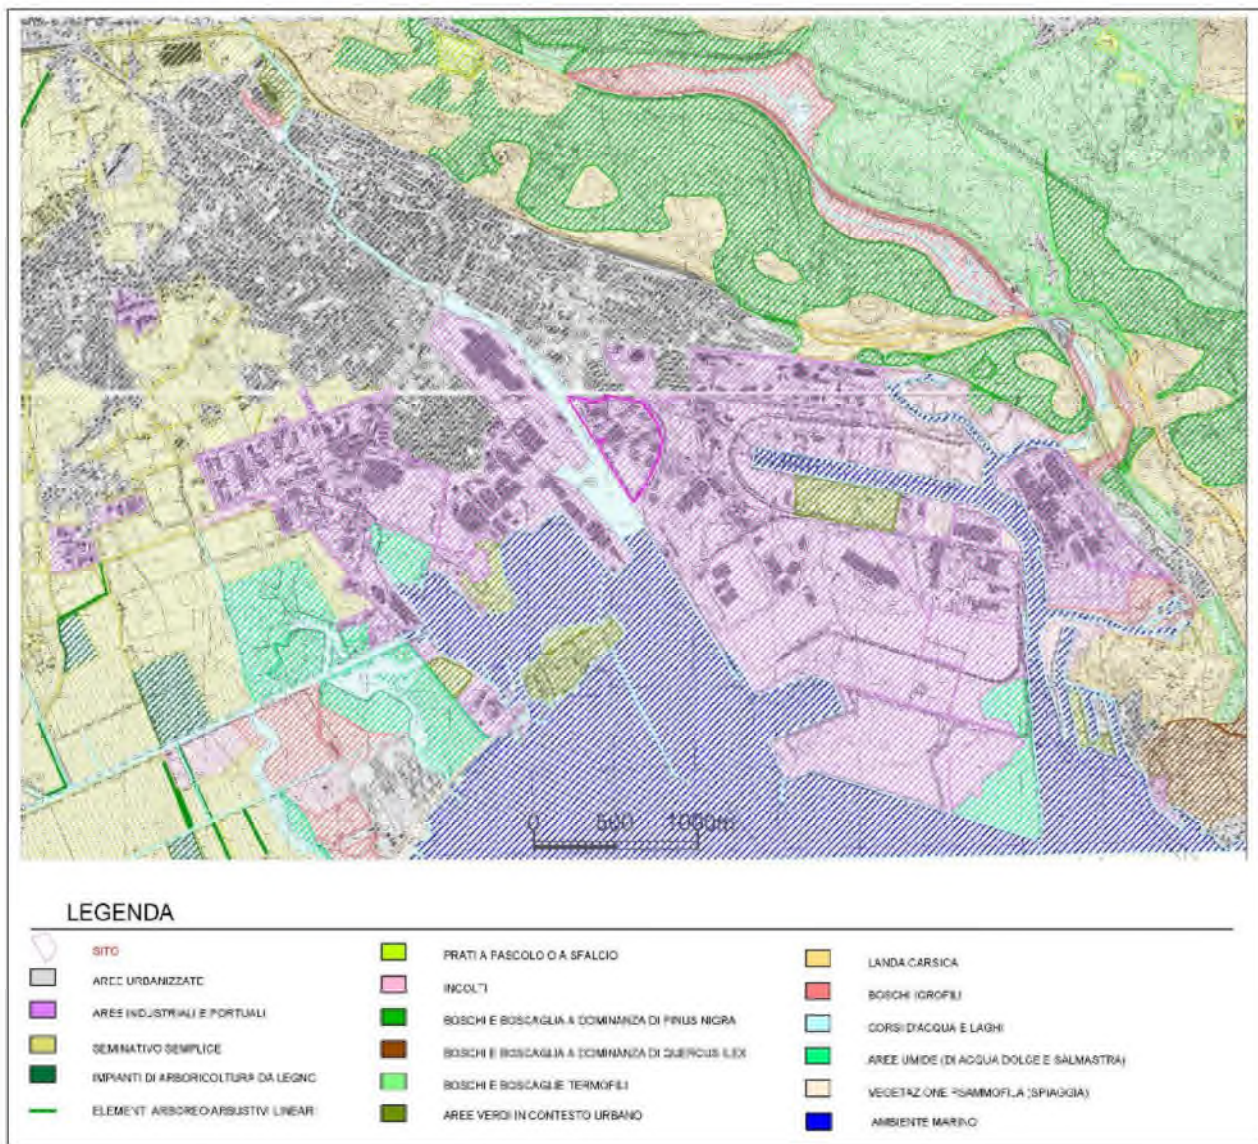 0 500 1000m
LEGENDA
SITO
AREE URBANIZZATE
AREE INDUSTRIALI E PORTUALI
SEMINATIVO SEMPLICE
IMPIANTI DI ARBORICOLTURA DA LEGNO
ELEMENTI ARBOREO ARBUSTIVI LINEARI
PRATI A PASCOLO O A SFALCIO
INCOLTI
BOSCHI E BOSCAGLIA A DOMINANZA DI PINUS NIGRA
BOSCHI E BOSCAGLIA A DOMINANZA DI QUERCUS ILEX
BOSCHI E BOSCAGLIE TERMOFILI
AREE VERDI IN CONTESTO URBANO
LANDA CARSICA
BOSCHI IGROFILI
CORSI D'ACQUA E LAGHI
AREE UMIDE (DI ACQUA DOLCE E SALMASTRA)
VEGETAZIONE PSAMMOFILA (SPIAGGIA)
AMBIENTE MARINO